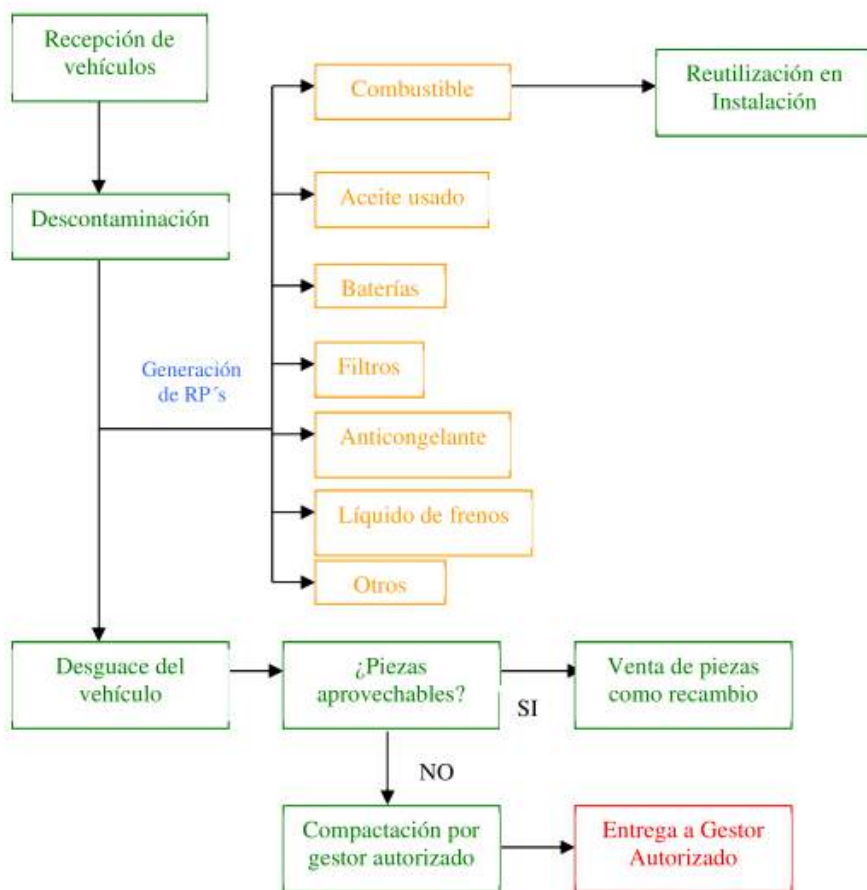 Recepción de
vehículos
Combustible
Reutilización en
Instalación
Descontaminación
Aceite usado
Baterías
Generación
de RP´s
Filtros
Anticongelante
Líquido de frenos
Otros
Desguace del
vehículo
¿Piezas
aprovechables?
SI
Venta de piezas
como recambio
NO
Compactación por
gestor autorizado
Entrega a Gestor
Autorizado